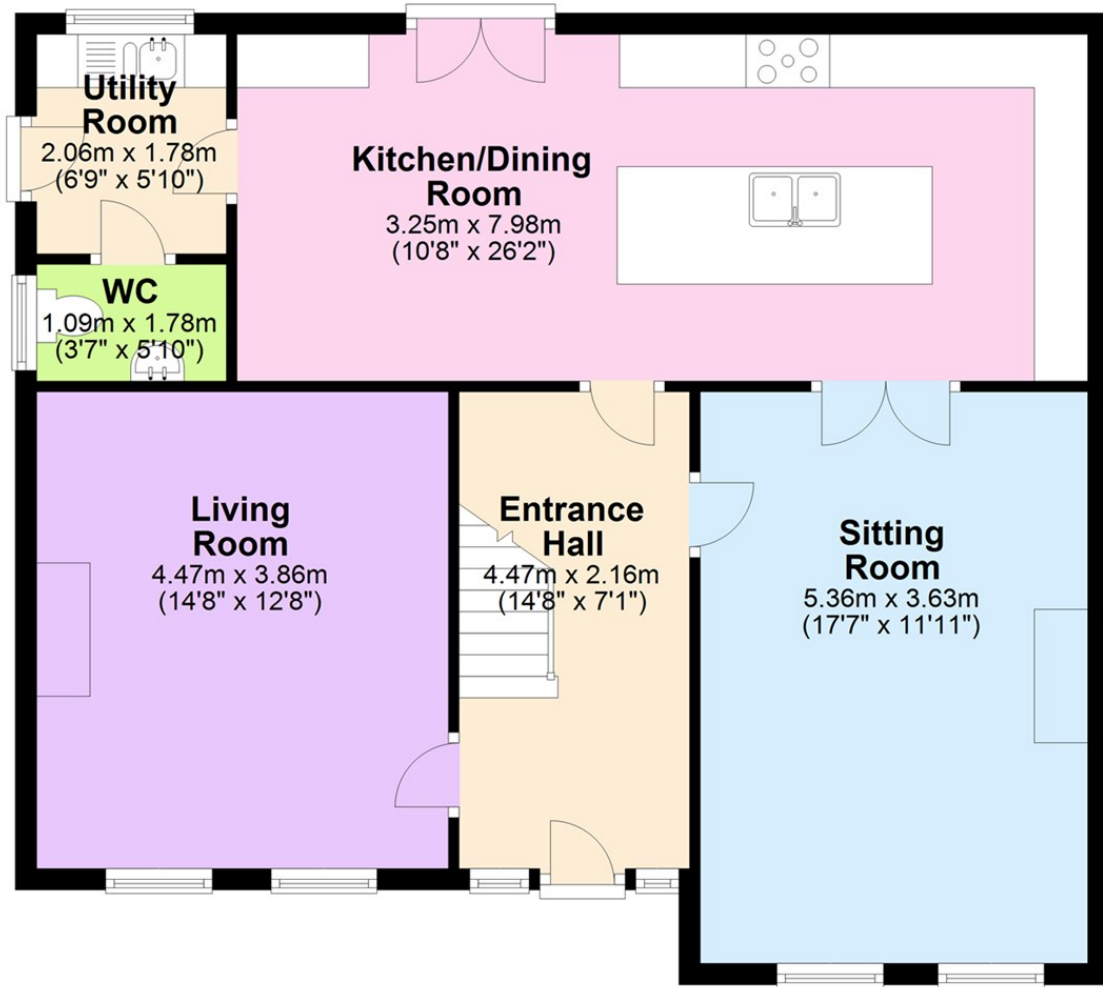 Utility
Room
2.06m x 1.78m
(6'9" x 5'10")
Kitchen/Dining
Room
3.25m x 7.98m
(10'8" x 26'2")
WC
1.09m x 1.78m
(3'7" x 5'10")
Living
Room
4.47m x 3.86m
(14'8" x 12'8")
Entrance
Hall
4.47m x 2.16m
(14'8" x 7'1")
Sitting
Room
5.36m x 3.63m
(17'7" x 11'11")